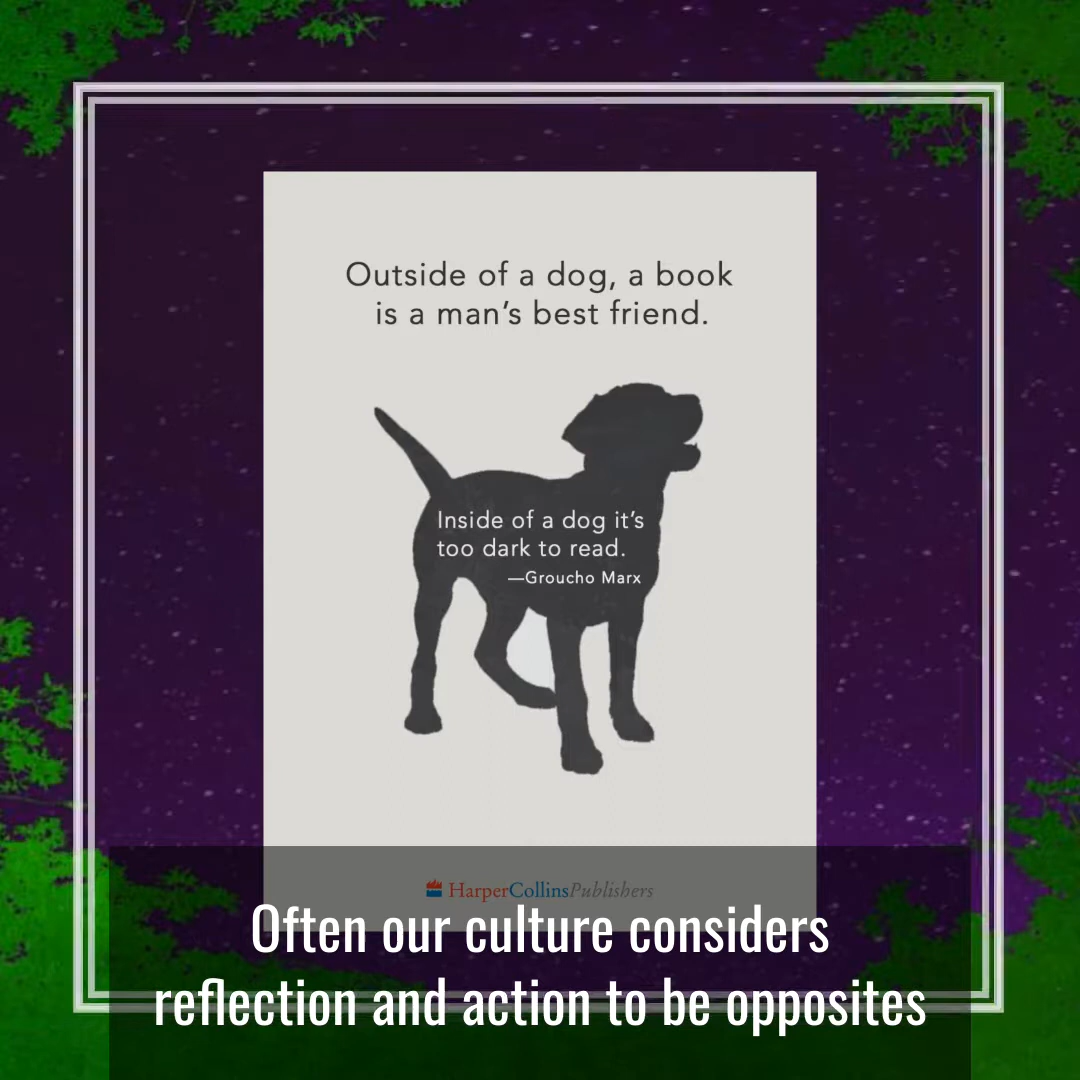 Outside of a dog, a book
is a man’s best friend.
Inside of a dog it’s
too dark to read.
—Groucho Marx
HarperCollinsPublishers
Often our culture considers
reflection and action to be opposites